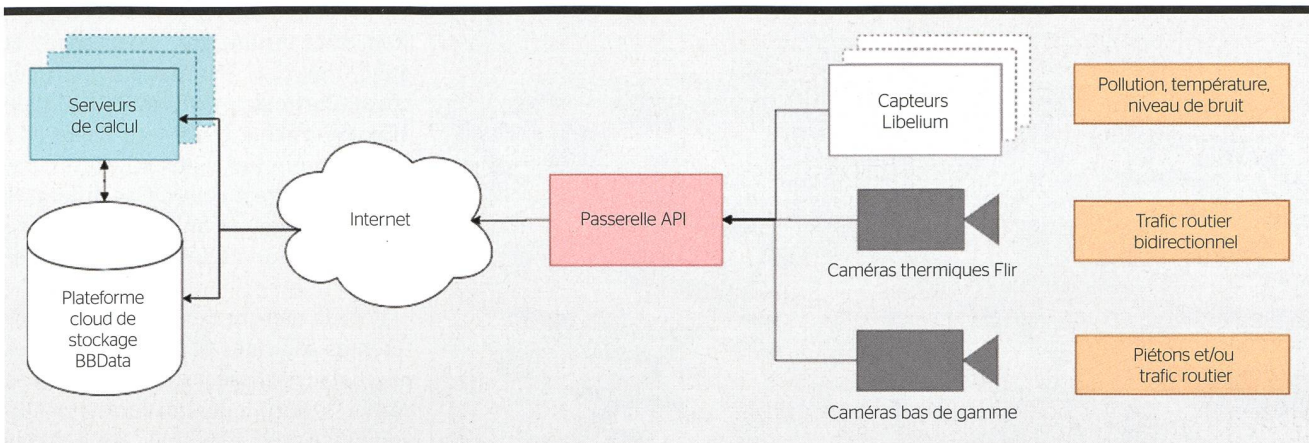 Serveurs
de calcul
Plateforme
cloud de
stockage
BBData
Internet
Passerelle API
Capteurs
Libelium
Caméras thermiques Flir
Caméras bas de gamme
Pollution, température,
niveau de bruit
Trafic routier
bidirectionnel
Piétons et/ou
trafic routier